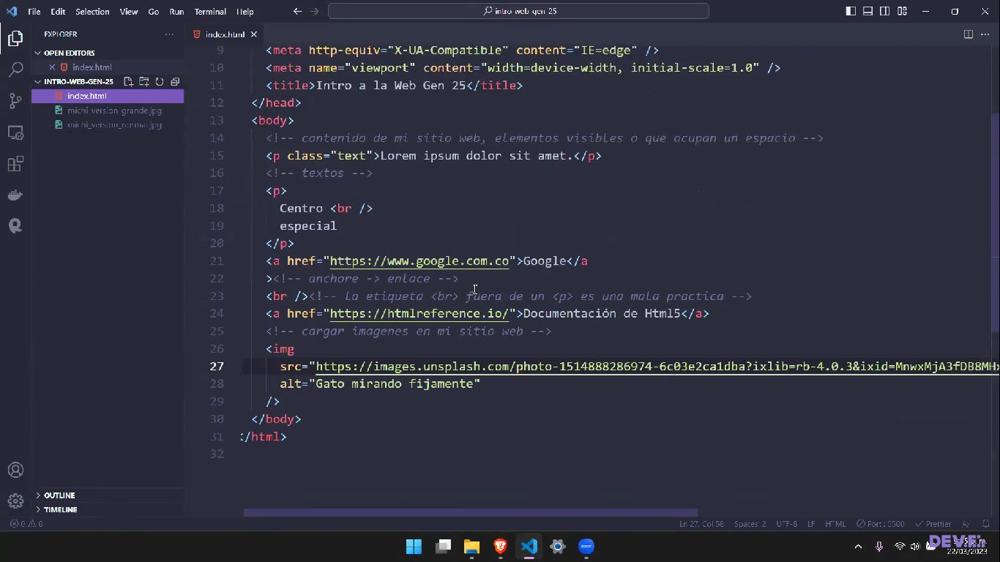 File Edit Selection View Go Run Terminal Help
intro-web-gen-25
EXPLORER
OPEN EDITORS
index.html
INTRO-WEB-GEN-25
index.html
michi_version_grande.jpg
michi_version_normal.jpg
OUTLINE
TIMELINE
index.html
9 <meta http-equiv="X-UA-Compatible" content="IE=edge" />
10 <meta name="viewport" content="width=device-width, initial-scale=1.0" />
11 <title>Intro a la Web Gen 25</title>
12 </head>
13 <body>
14 <!-- contenido de mi sitio web, elementos visibles o que ocupan un espacio -->
15 <p class="text">Lorem ipsum dolor sit amet.</p>
16 <!-- textos -->
17 <p>
18 Centro <br />
19 especial
20 </p>
21 <a href="https://www.google.com.co">Google</a
22 ><!-- anchore -> enlace -->
23 <br /><!-- La etiqueta <br> fuera de un <p> es una mala practica -->
24 <a href="https://htmlreference.io/">Documentación de Html5</a>
25 <!-- cargar imagenes en mi sitio web -->
26 <img
27 src="https://images.unsplash.com/photo-1514888286974-6c03e2ca1dba?ixlib=rb-4.0.3&ixid=MnwxMjA3fDB8MHx
28 alt="Gato mirando fijamente"
29 />
30 </body>
31 </html>
32
0 0
Ln 27, Col 58 Spaces: 2 UTF-8 LF HTML Port : 5500 Prettier
zoom
DEV.F.:
22/03/2023